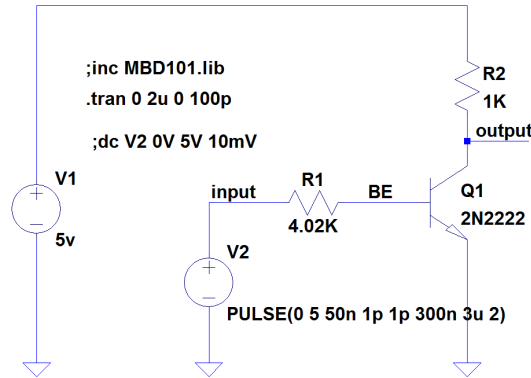 ;inc MBD101.lib
R2
.tran 0 2u 0 100p
1K
output
;dc V2 0V 5V 10mV
V1
R1
input
BE
Q1
4.02K
2N2222
5v
V2
PULSE(0 5 50n 1p 1p 300n 3u 2)